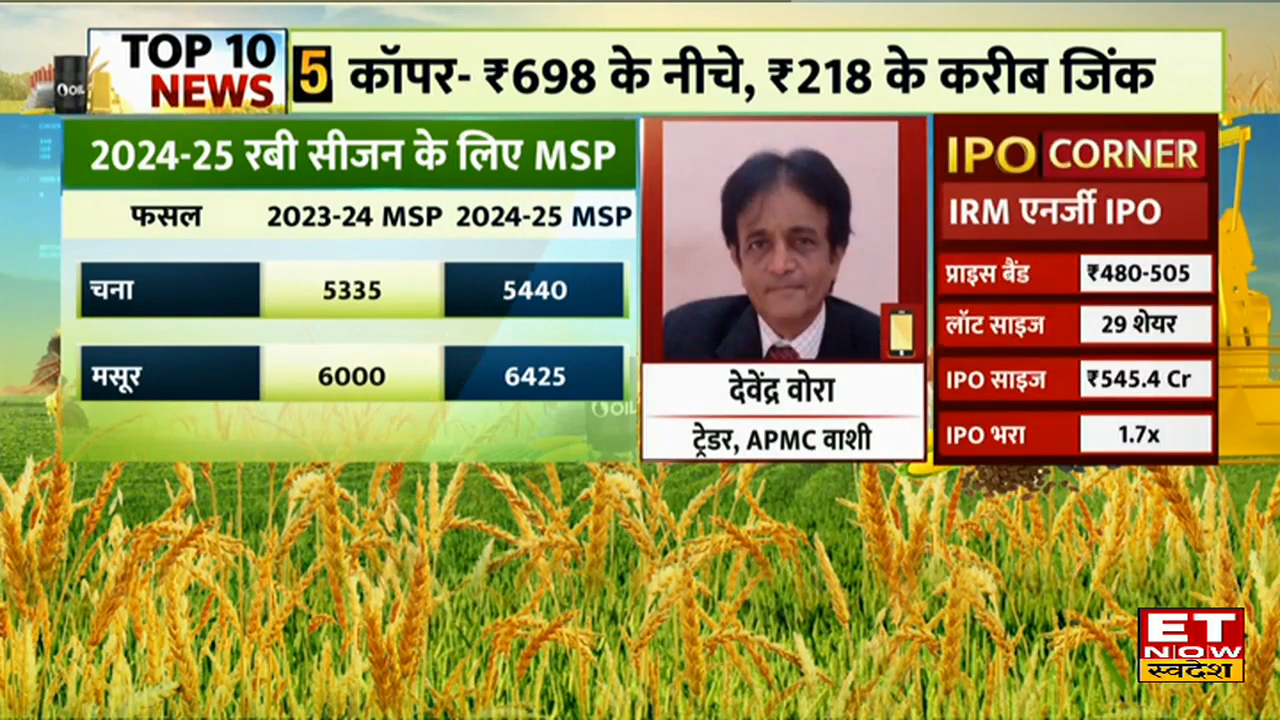 TOP 10
NEWS
5 कॉपर- ₹698 के नीचे, ₹218 के करीब जिंक
2024-25 रबी सीजन के लिए MSP
फसल 2023-24 MSP 2024-25 MSP
चना 5335 5440
मसूर 6000 6425
देवेंद्र वोरा
ट्रेडर, APMC वाशी
IPO CORNER
IRM एनर्जी IPO
प्राइस बैंड ₹480-505
लॉट साइज 29 शेयर
IPO साइज ₹545.4 Cr
IPO भरा 1.7x
OIL
OIL
ET
NOW
स्वदेश